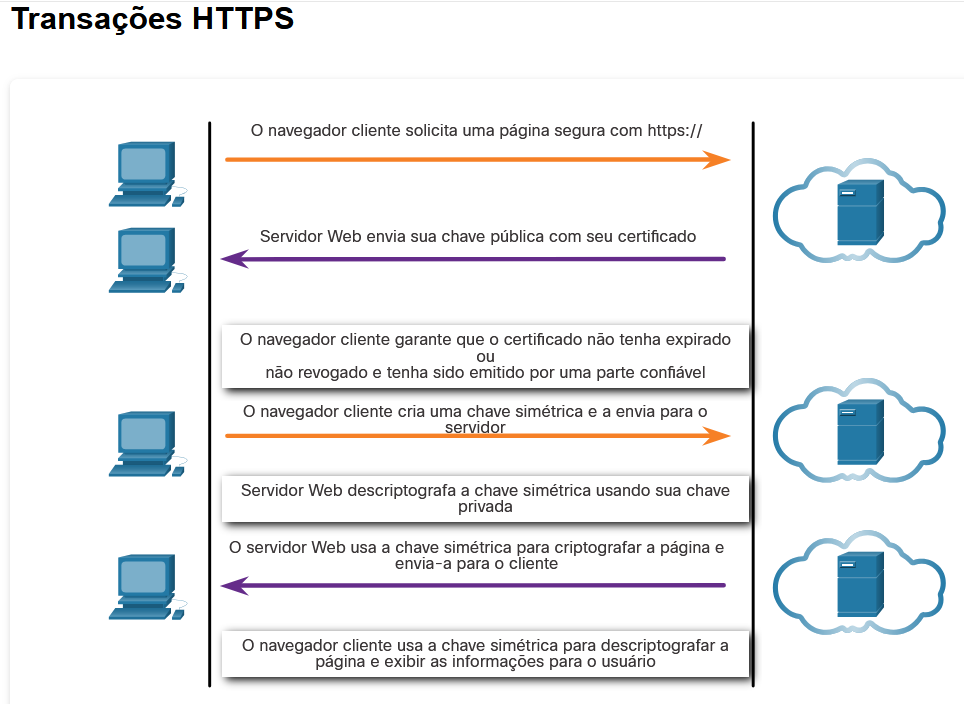 Transações HTTPS
O navegador cliente solicita uma página segura com https://
Servidor Web envia sua chave pública com seu certificado
O navegador cliente garante que o certificado não tenha expirado
ou
não revogado e tenha sido emitido por uma parte confiável
O navegador cliente cria uma chave simétrica e a envia para o
servidor
Servidor Web descriptografa a chave simétrica usando sua chave
privada
O servidor Web usa a chave simétrica para criptografar a página e
envia-a para o cliente
O navegador cliente usa a chave simétrica para descriptografar a
página e exibir as informações para o usuário